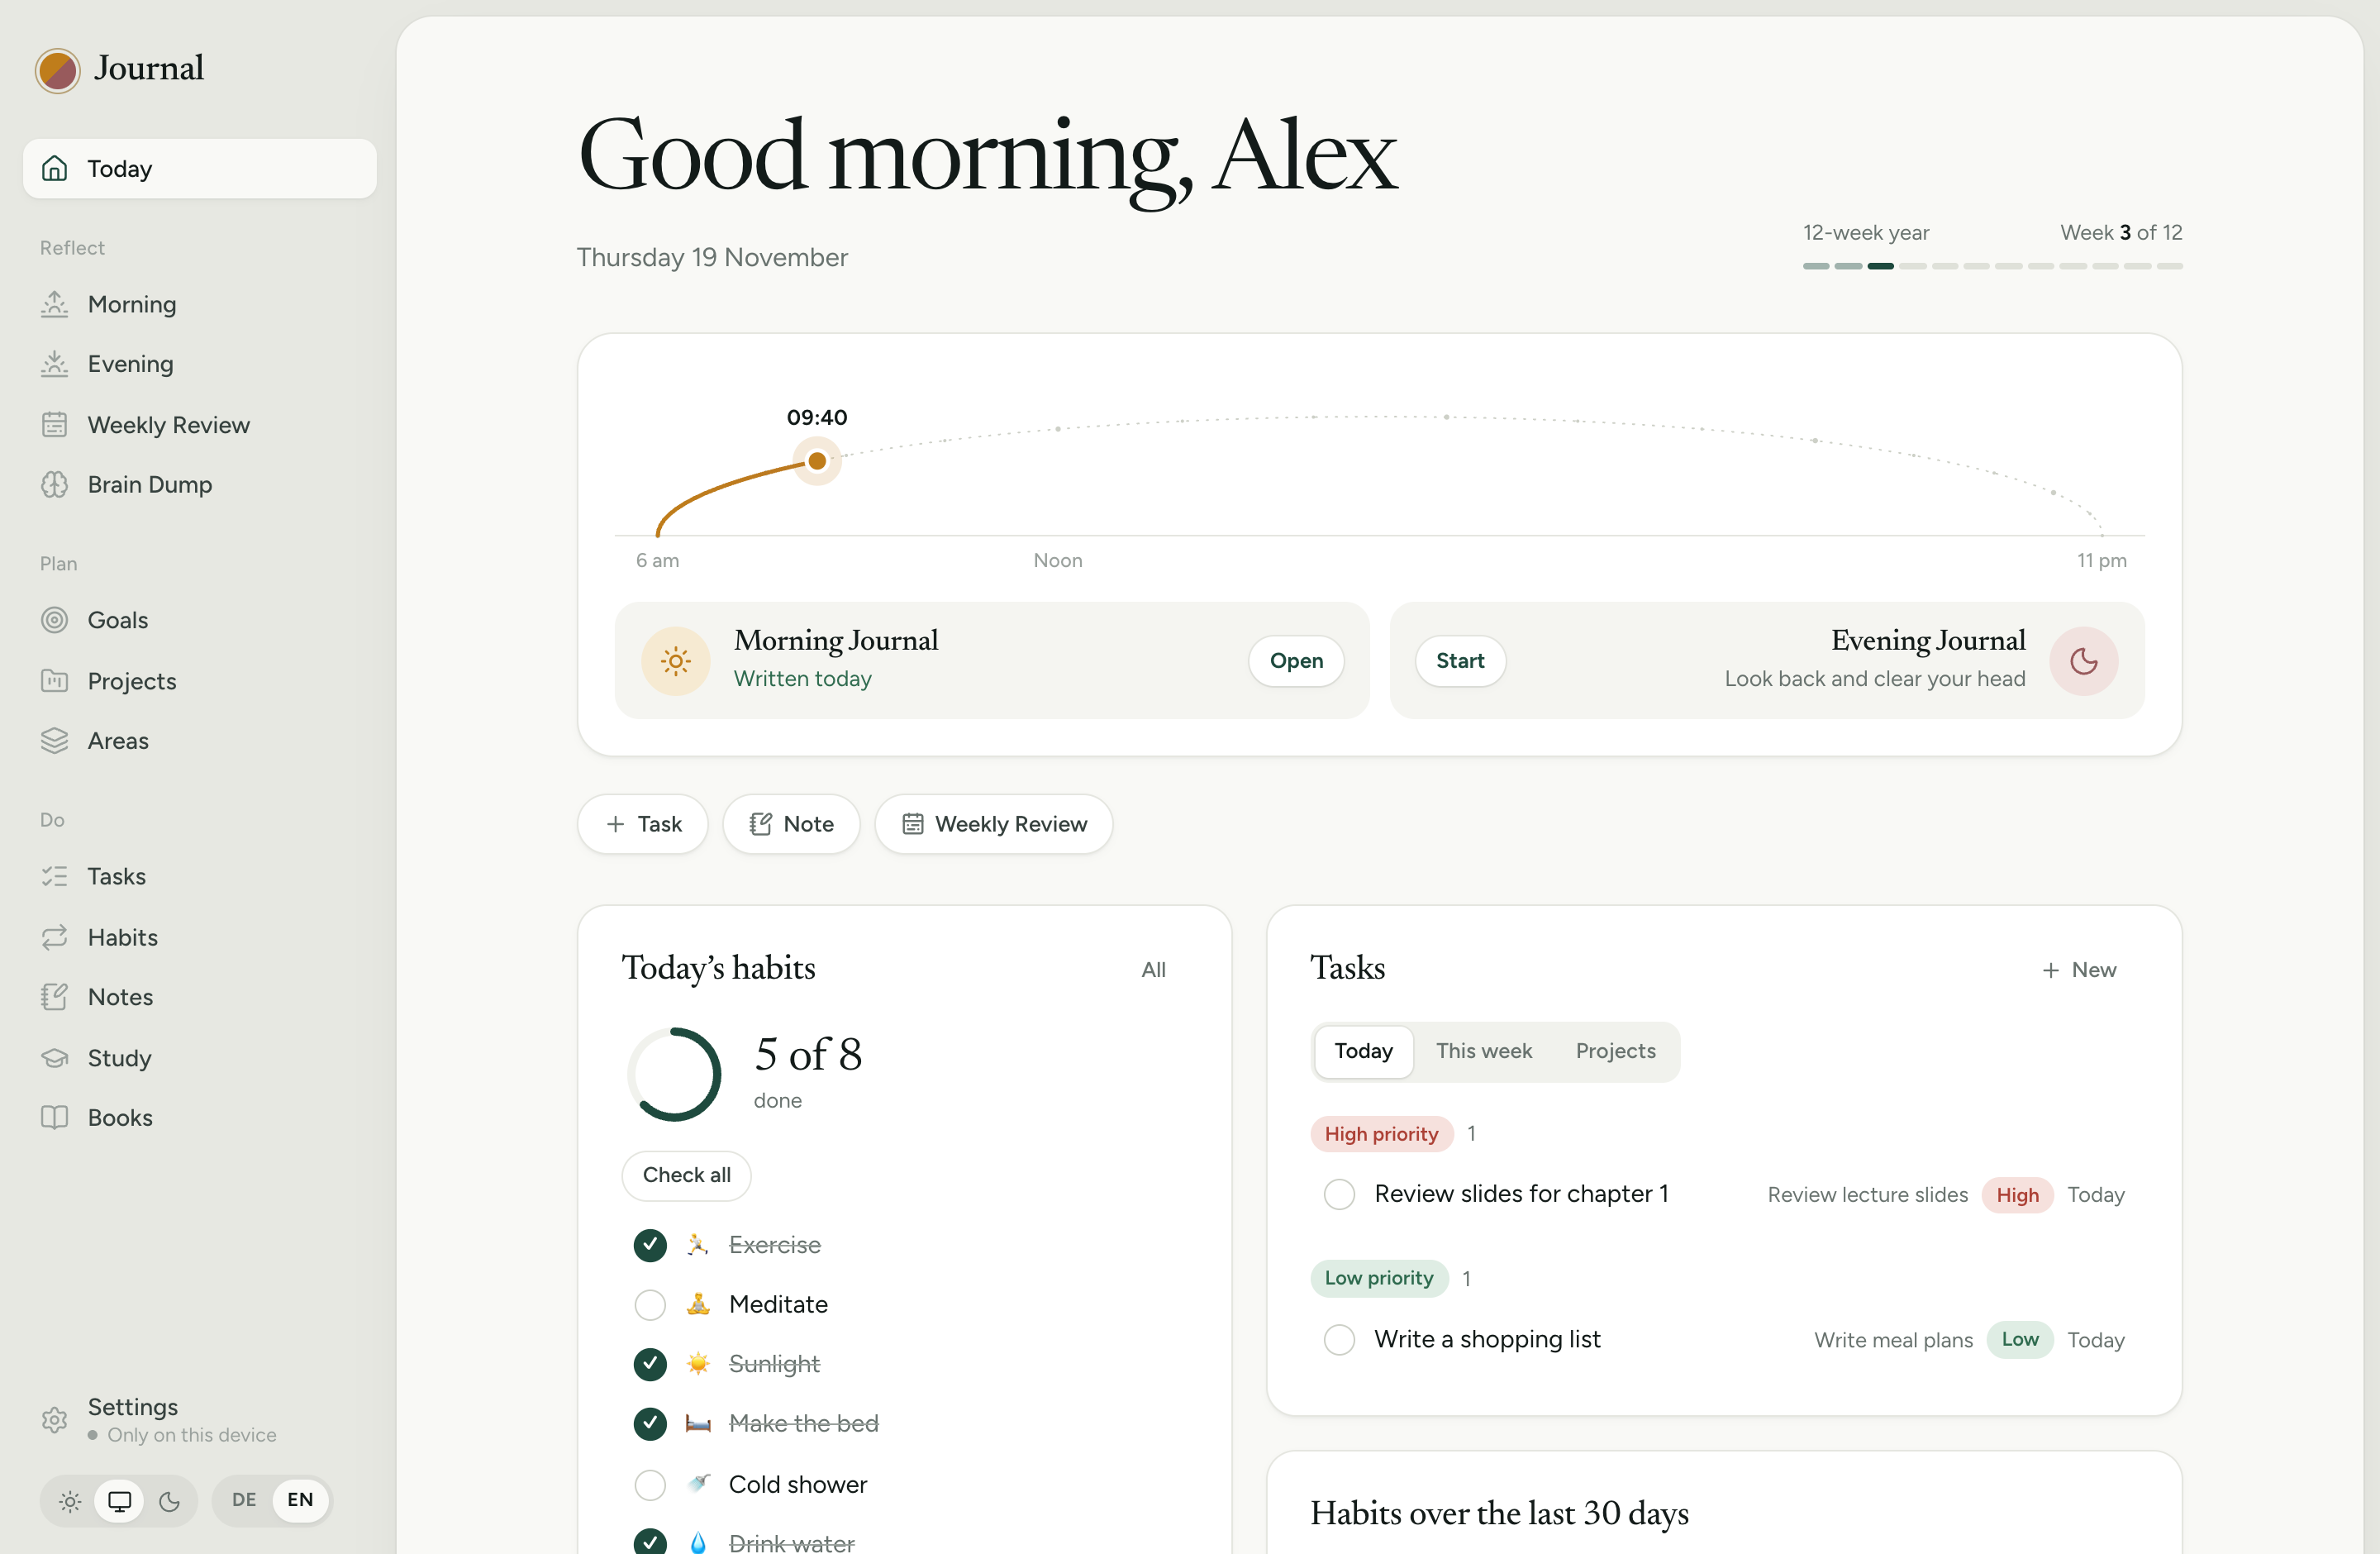 Journal
Today
Reflect
Morning
Evening
Weekly Review
Brain Dump
Plan
Goals
Projects
Areas
Do
Tasks
Habits
Notes
Study
Books
Settings
Only on this device
DE EN
Good morning, Alex
Thursday 19 November
12-week year Week 3 of 12
09:40
6 am Noon 11 pm
Morning Journal
Written today
Open
Start
Evening Journal
Look back and clear your head
Task Note Weekly Review
Today’s habits All
5 of 8
done
Check all
Exercise
Meditate
Sunlight
Make the bed
Cold shower
Drink water
Tasks + New
Today This week Projects
High priority 1
Review slides for chapter 1 Review lecture slides High Today
Low priority 1
Write a shopping list Write meal plans Low Today
Habits over the last 30 days